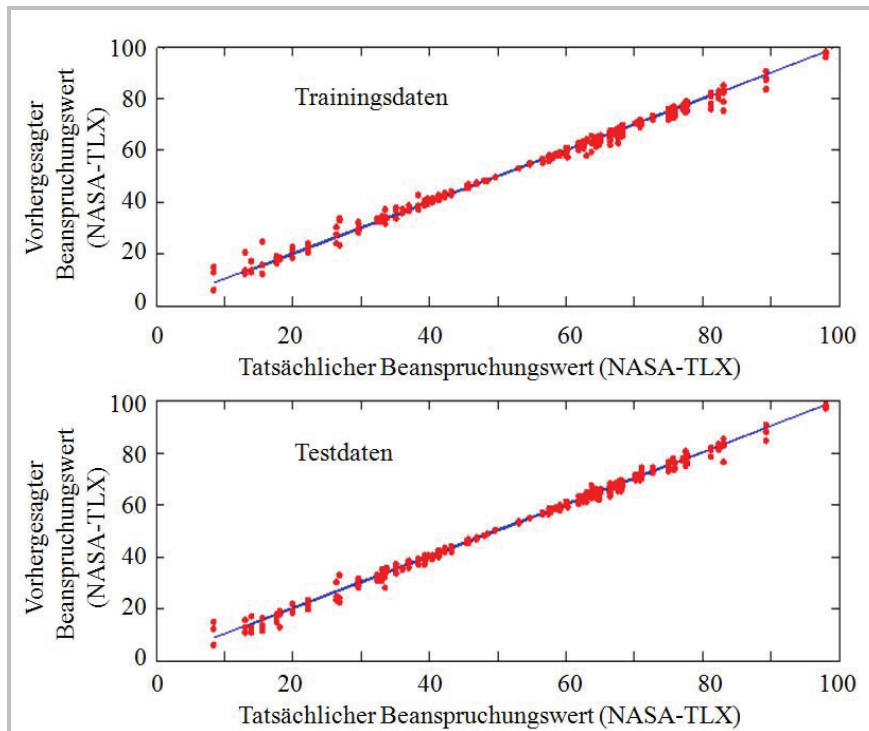 100
80
60
40
20
0
Vorhergesagter
Beanspruchungswert
(NASA-TLX)
Trainingsdaten
0 20 40 60 80 100
Tatsächlicher Beanspruchungswert (NASA-TLX)
100
80
60
40
20
0
Vorhergesagter
Beanspruchungswert
(NASA-TLX)
Testdaten
0 20 40 60 80 100
Tatsächlicher Beanspruchungswert (NASA-TLX)